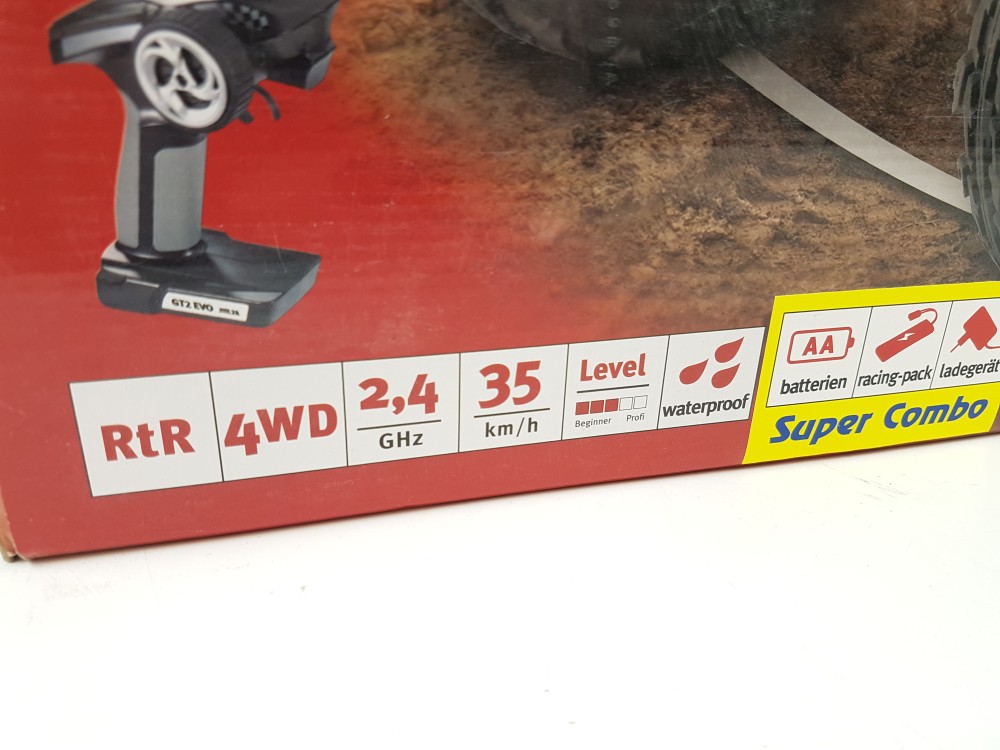 GT2 EVO
RtR
4WD
2,4
GHz
35
km/h
Level
Beginner Profi
waterproof
AA
batterien
racing-pack
ladegerät
Super Combo